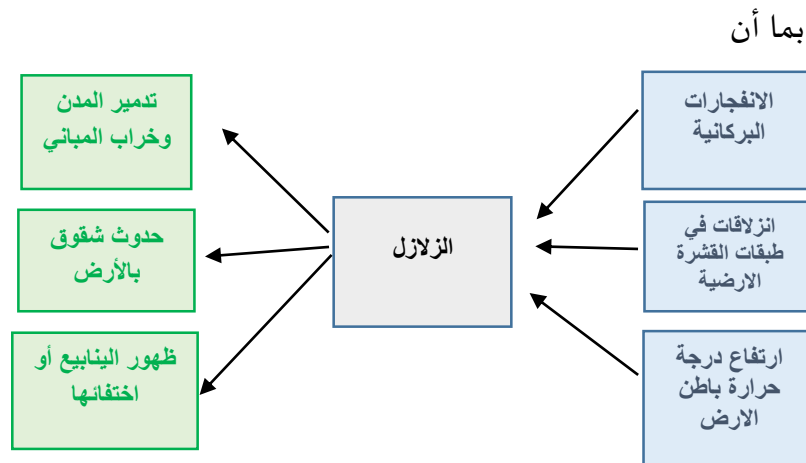 بما أن
الانفجارات
البركانية
انزلاقات في
طبقات القشرة
الارضية
ارتفاع درجة
حرارة باطن
الارض
الزلازل
تدمير المدن
وخراب المباني
حدوث شقوق
بالأرض
ظهور الينابيع أو
اختفائها